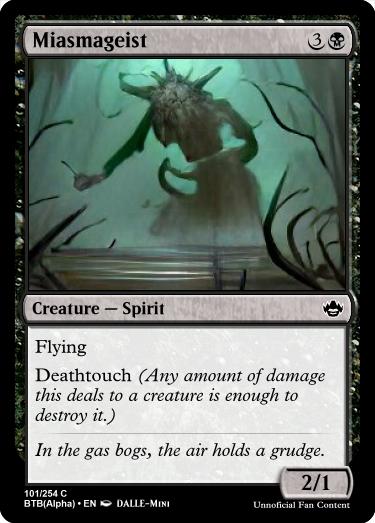 Miasmageist 3
Creature — Spirit
Flying
Deathtouch (Any amount of damage
this deals to a creature is enough to
destroy it.)
In the gas bogs, the air holds a grudge.
2/1
101/254 C
BTB(Alpha) • EN DALLE-Mini
Unnoficial Fan Content